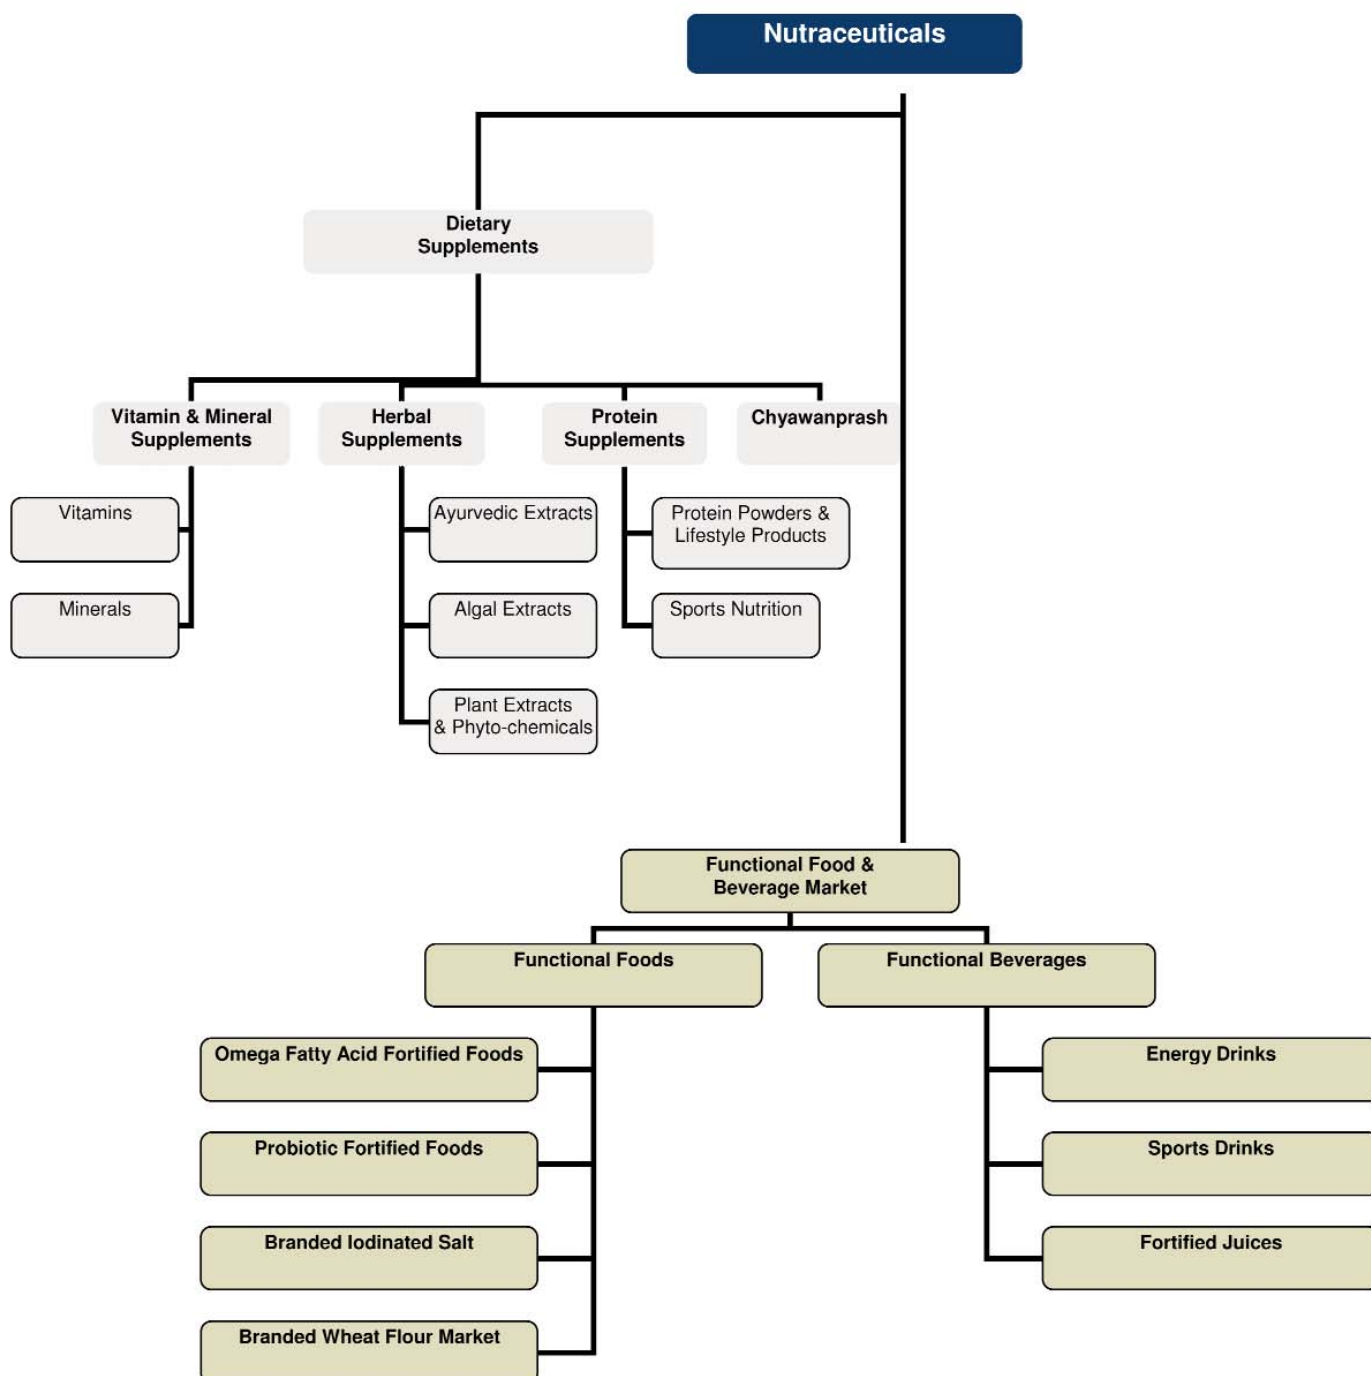 Nutraceuticals
Dietary
Supplements
Vitamin & Mineral
Supplements
Herbal
Supplements
Protein
Supplements
Chyawanprash
Vitamins
Minerals
Ayurvedic Extracts
Algal Extracts
Plant Extracts
& Phyto-chemicals
Protein Powders &
Lifestyle Products
Sports Nutrition
Functional Food &
Beverage Market
Functional Foods
Functional Beverages
Omega Fatty Acid Fortified Foods
Probiotic Fortified Foods
Branded Iodinated Salt
Branded Wheat Flour Market
Energy Drinks
Sports Drinks
Fortified Juices